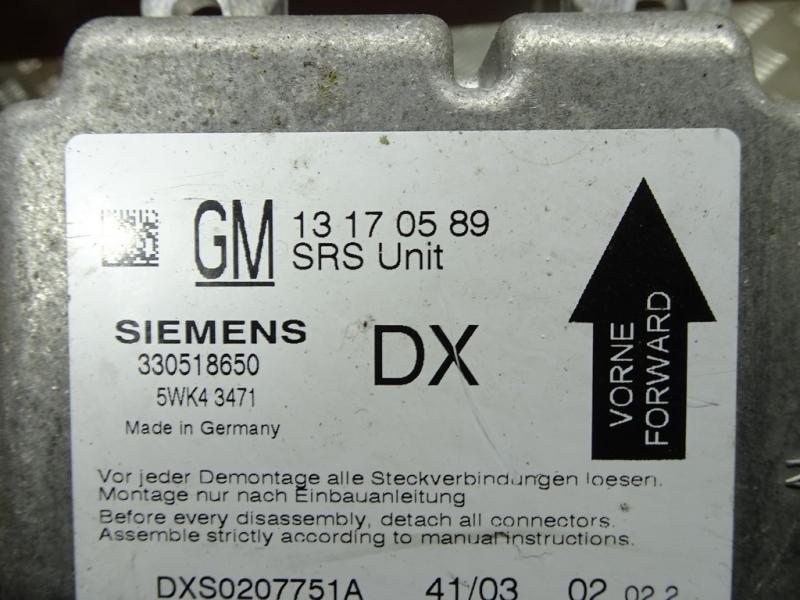 GM 13 17 05 89
SRS Unit
SIEMENS
330518650
5WK4 3471
Made in Germany
DX
VORNE
FORWARD
Vor jeder Demontage alle Steckverbindungen loesen.
Montage nur nach Einbauanleitung
Before every disassembly, detach all connectors.
Assemble strictly according to manual instructions.
DXS0207751A 41/03 02 02.2